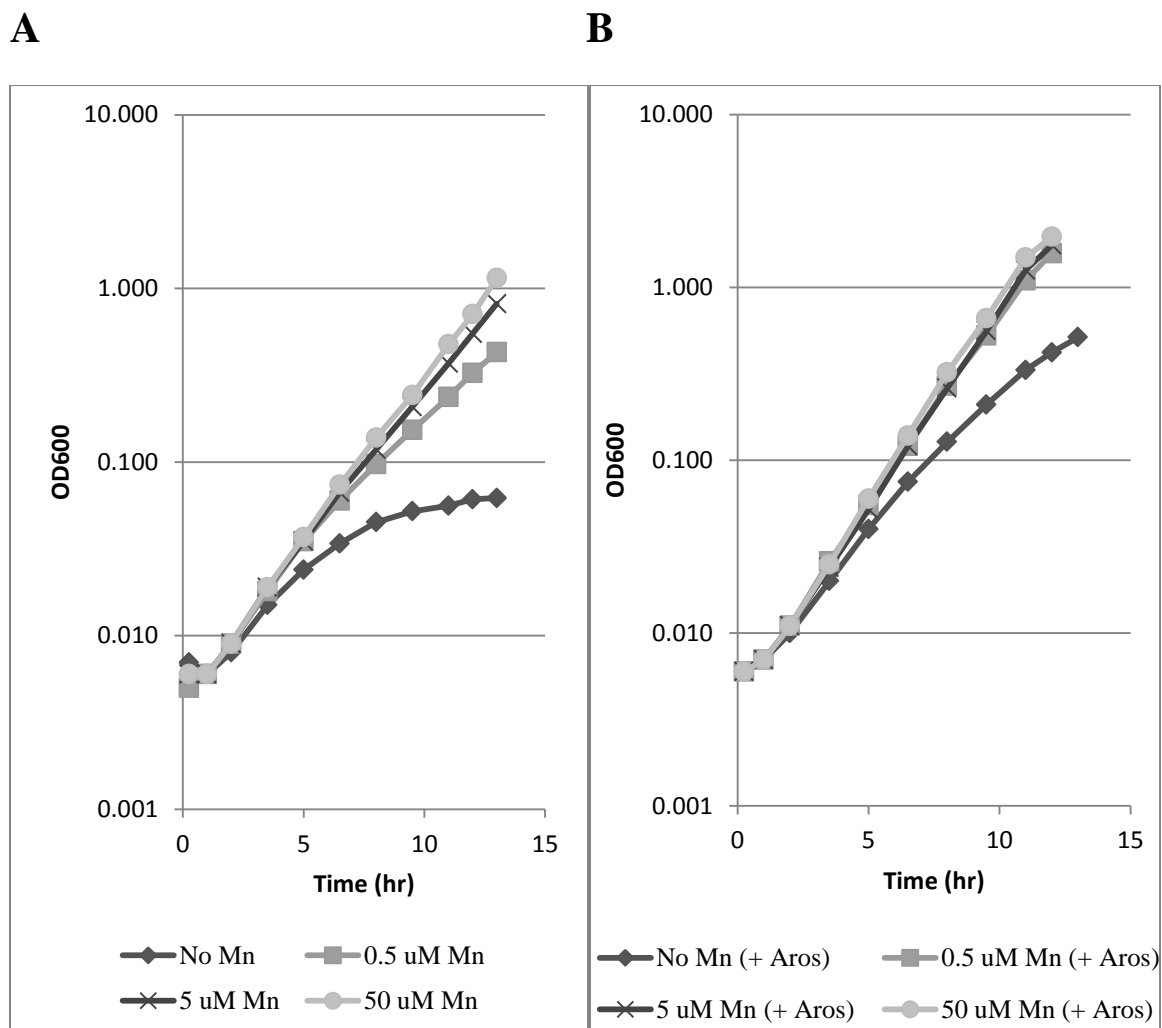 A
B
10.000
1.000
0.100
0.010
0.001
OD600
0 5 10 15
Time (hr)
No Mn 0.5 uM Mn
5 uM Mn 50 uM Mn
10.000
1.000
0.100
0.010
0.001
OD600
0 5 10 15
Time (hr)
No Mn (+ Aros) 0.5 uM Mn (+ Aros)
5 uM Mn (+ Aros) 50 uM Mn (+ Aros)